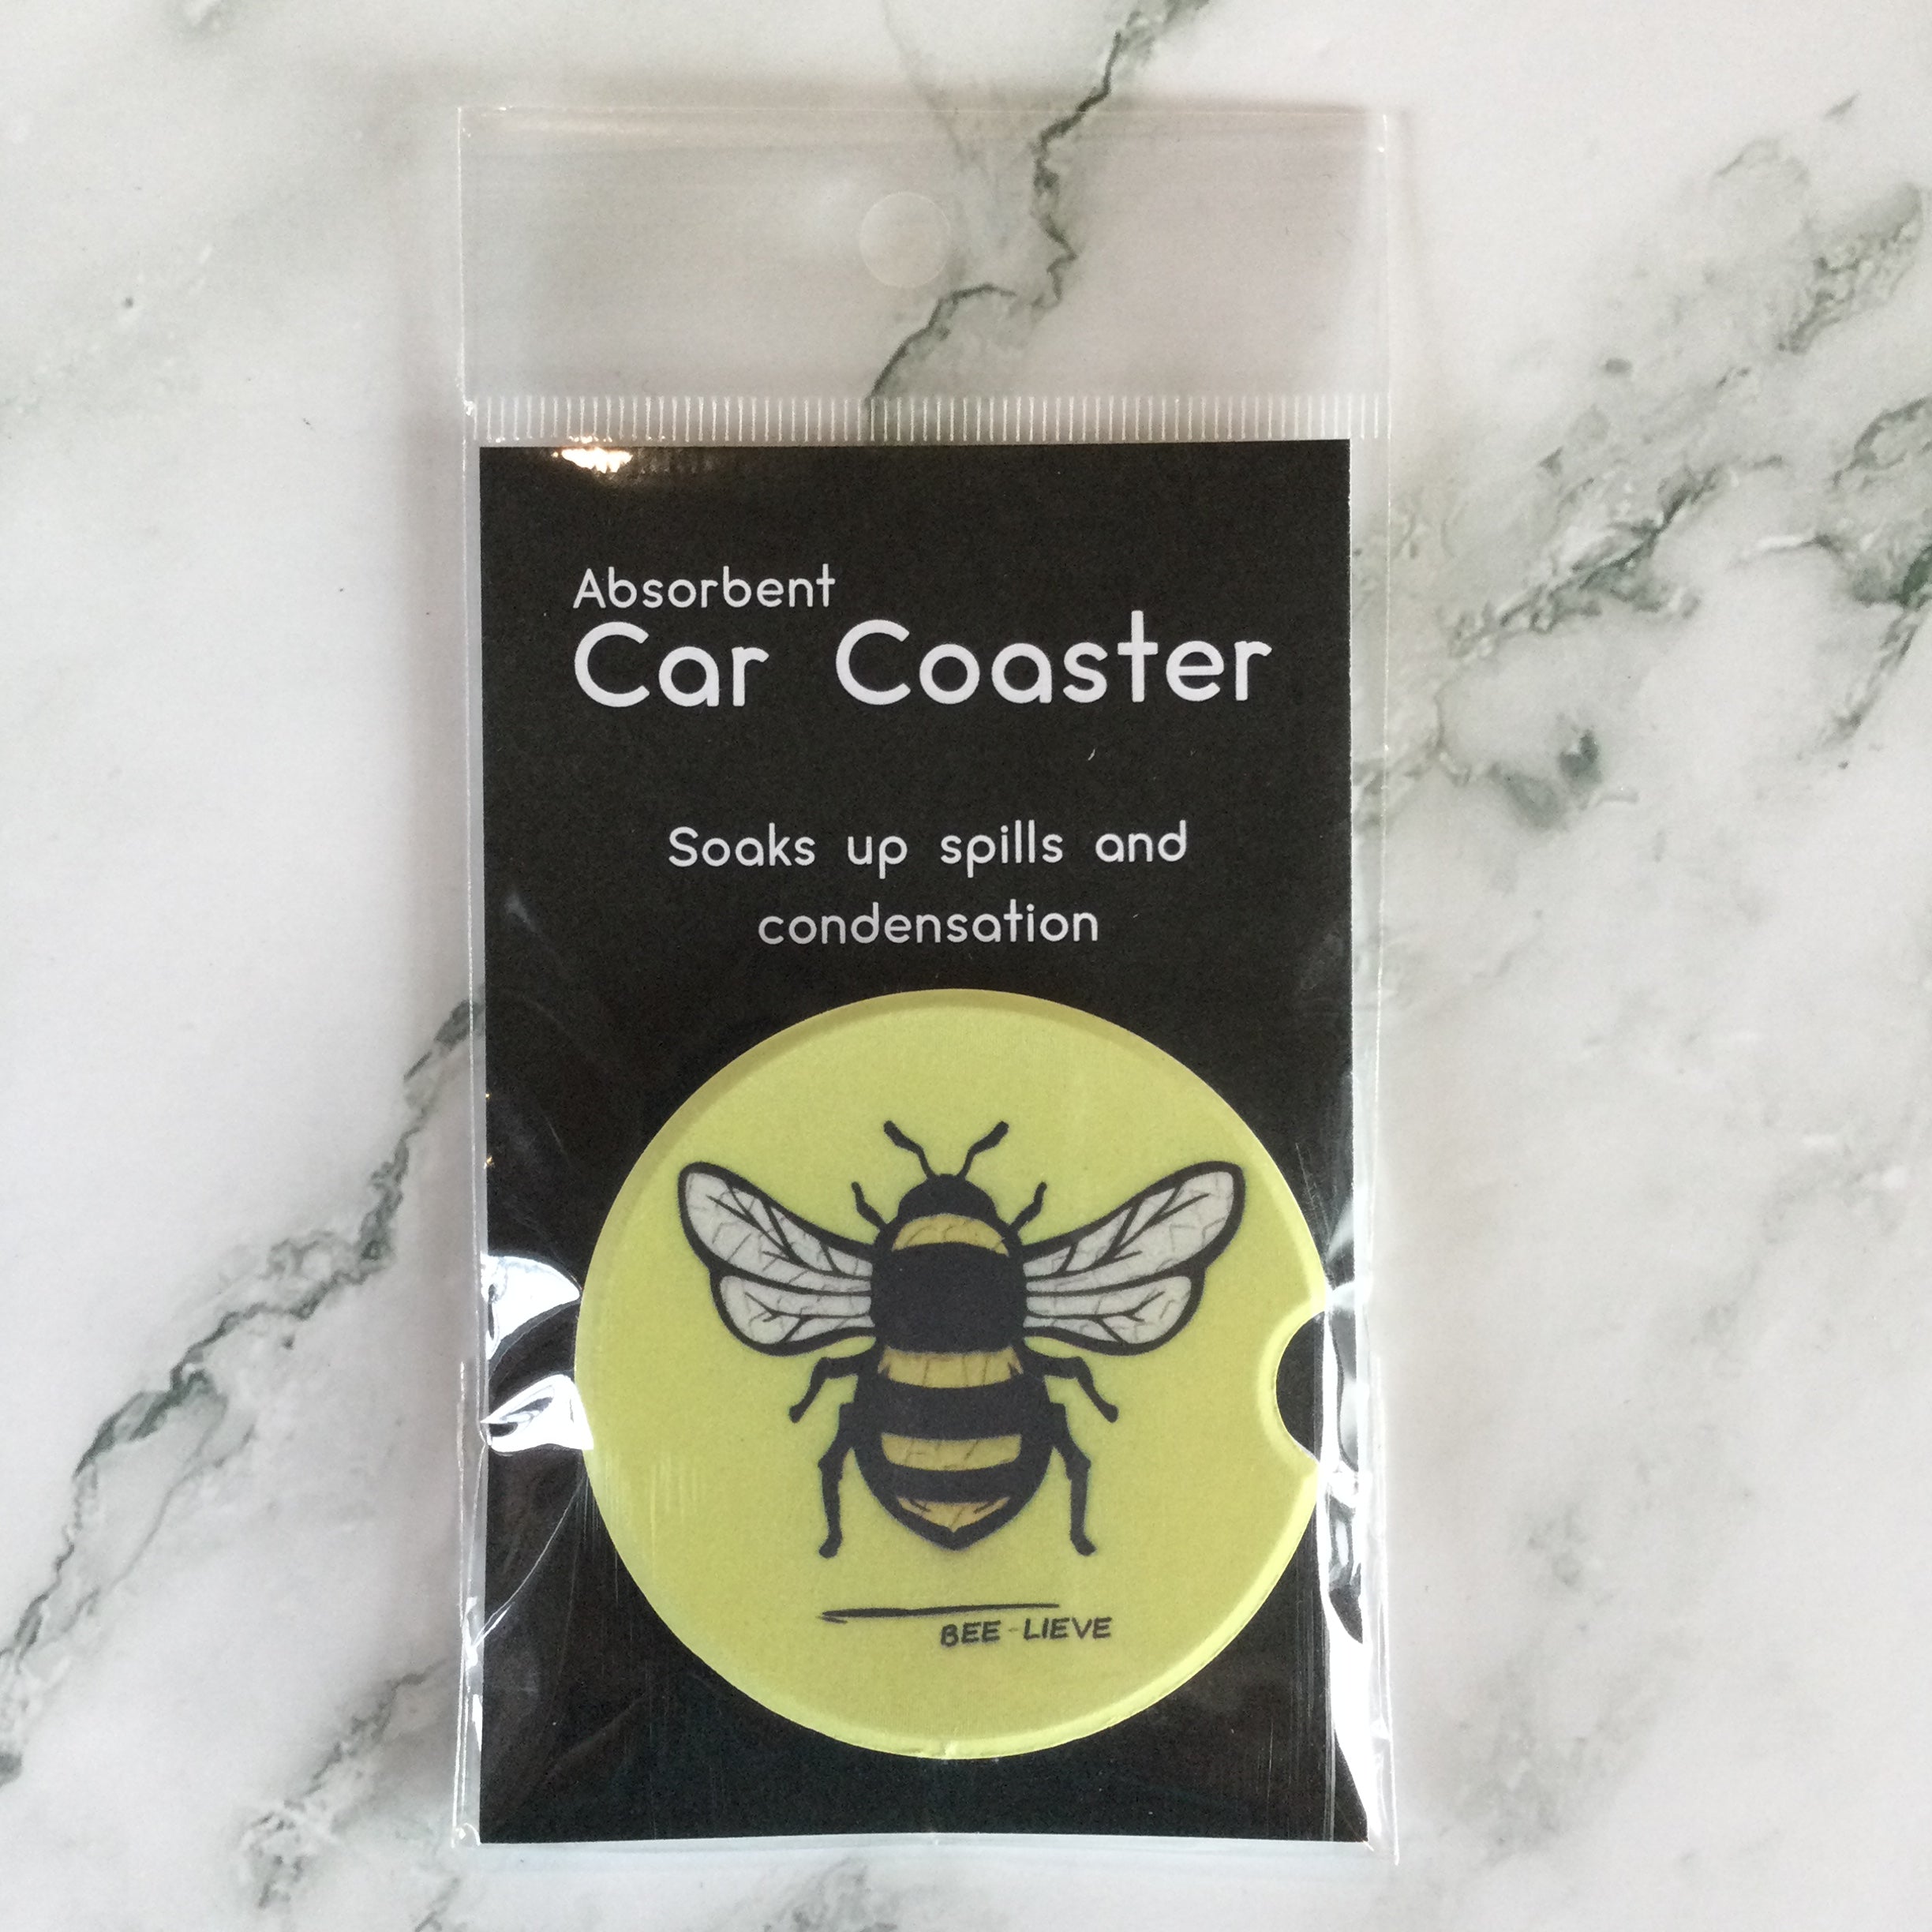 Absorbent
Car Coaster
Soaks up spills and
condensation
BEE-LIEVE